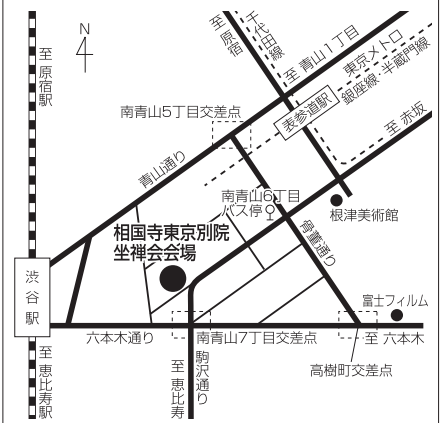 N
至 原宿駅
至 原宿
千代田線
至 青山1丁目
東京メトロ
銀座線・半蔵門線
表参道駅
至 赤坂
南青山5丁目交差点
青山通り
南青山6丁目
バス停
根津美術館
骨董通り
相国寺東京別院
坐禅会会場
渋谷駅
富士フイルム
六本木通り
南青山7丁目交差点
至 六本木
高樹町交差点
至 恵比寿駅
至 恵比寿
駒沢通り